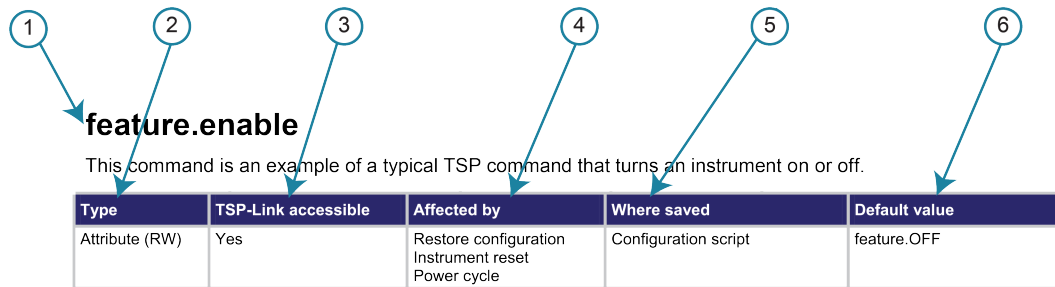 1 2 3 4 5 6
feature.enable
This command is an example of a typical TSP command that turns an instrument on or off.
Type TSP-Link accessible Affected by Where saved Default value
Attribute (RW) Yes Restore configuration Configuration script feature.OFF
Instrument reset
Power cycle